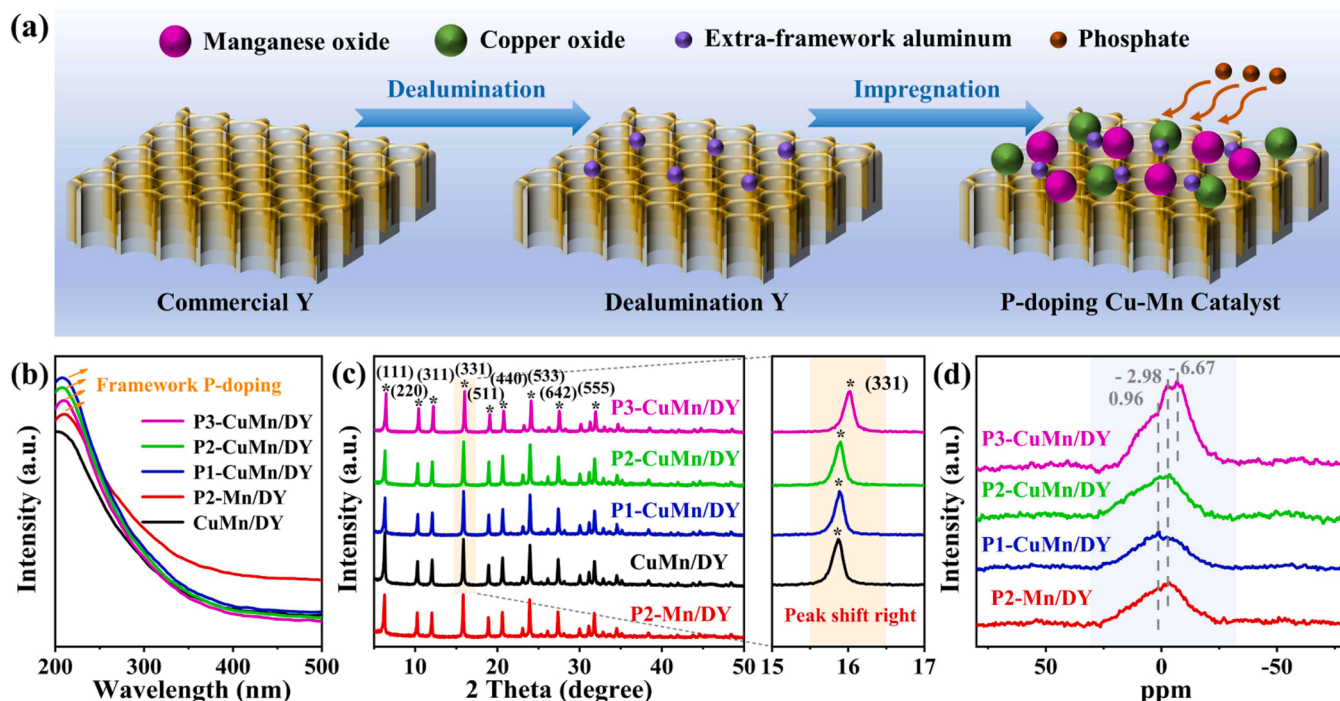 (a)
Manganese oxide
Copper oxide
Extra-framework aluminum
Phosphate
Dealumination
Impregnation
Commercial Y
Dealumination Y
P-doping Cu-Mn Catalyst
(b)
Framework P-doping
P3-CuMn/DY
P2-CuMn/DY
P1-CuMn/DY
P2-Mn/DY
CuMn/DY
Intensity (a.u.)
200 300 400 500
Wavelength (nm)
(c)
(111) (311) (331) (440) (533) (555)
(220) (511) (642)
* * * * * * * * *
P3-CuMn/DY
P2-CuMn/DY
P1-CuMn/DY
CuMn/DY
P2-Mn/DY
Intensity (a.u.)
5 10 20 30 40 50
2 Theta (degree)
* (331)
*
*
*
Peak shift right
15 16 17
(d)
- 2.98 - 6.67
0.96
P3-CuMn/DY
P2-CuMn/DY
P1-CuMn/DY
P2-Mn/DY
Intensity (a.u.)
50 0 -50
ppm